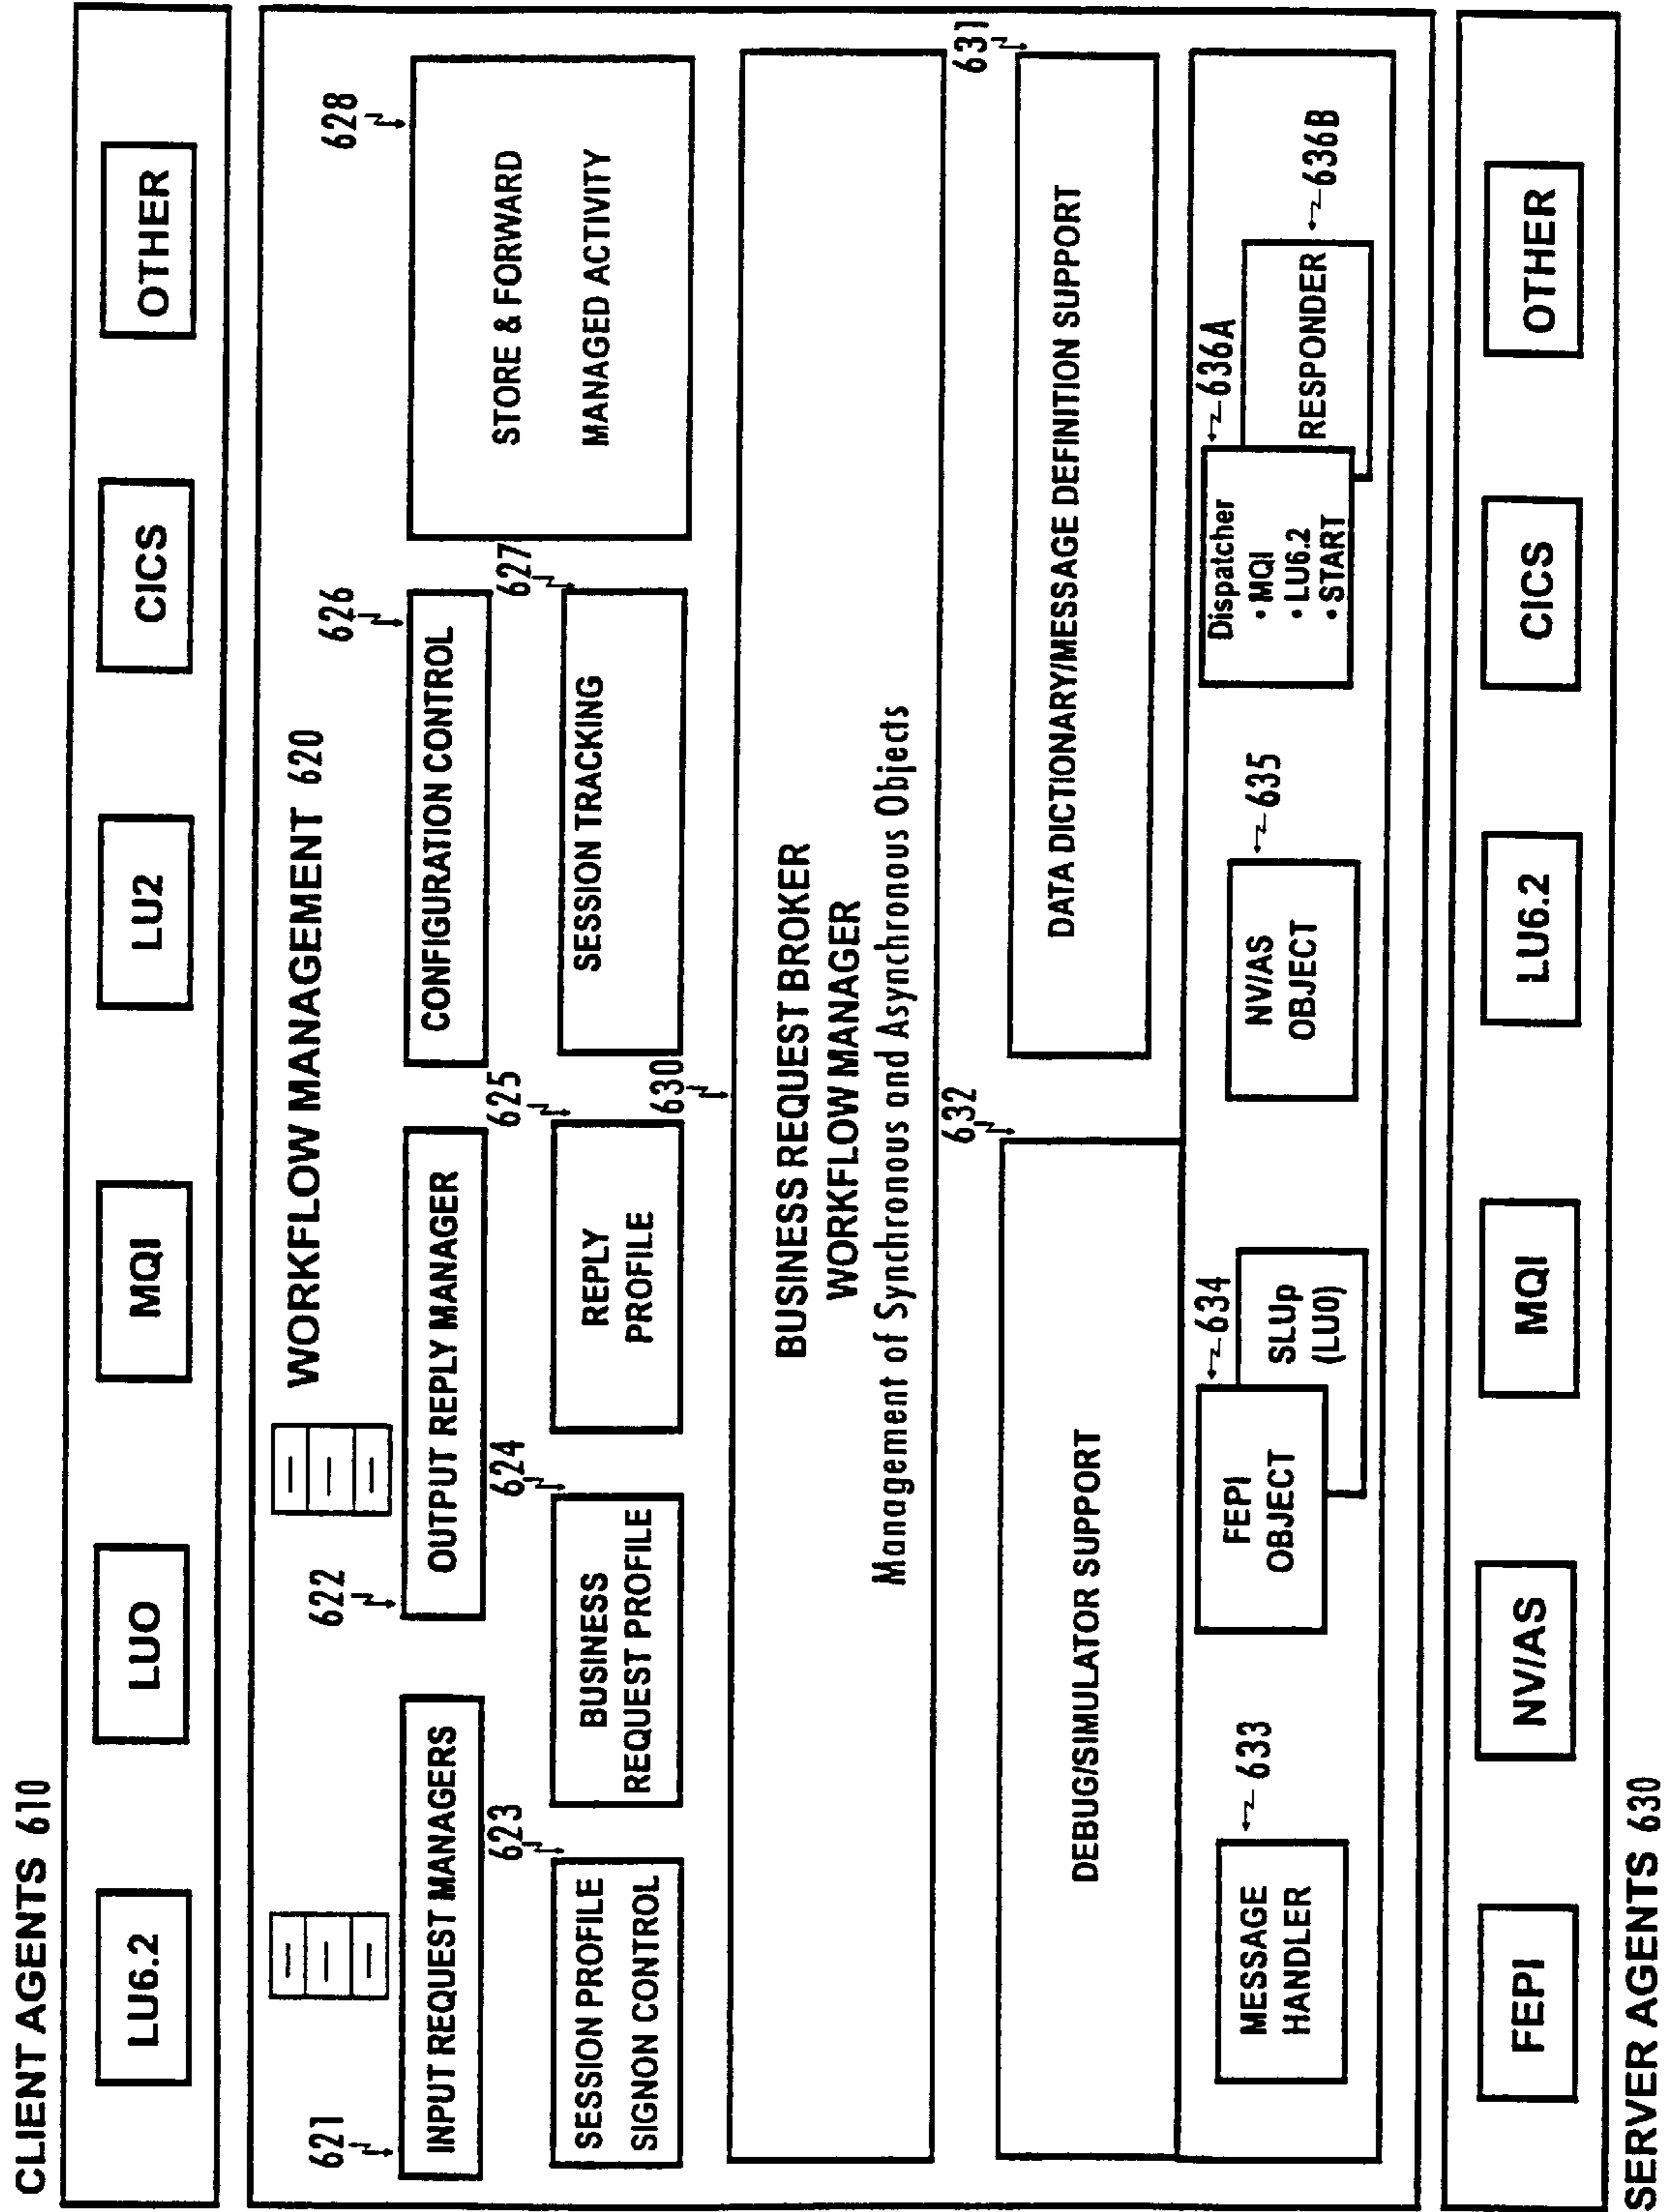 CLIENT AGENTS 610
LU6.2
LUO
MQI
LU2
CICS
OTHER
WORKFLOW MANAGEMENT 620
621
INPUT REQUEST MANAGERS
622
OUTPUT REPLY MANAGER
626
CONFIGURATION CONTROL
628
STORE & FORWARD
MANAGED ACTIVITY
623
SESSION PROFILE
SIGNON CONTROL
624
BUSINESS
REQUEST PROFILE
625
REPLY
PROFILE
627
SESSION TRACKING
630
BUSINESS REQUEST BROKER
WORKFLOW MANAGER
Management of Synchronous and Asynchronous Objects
632
DEBUG/SIMULATOR SUPPORT
631
DATA DICTIONARY/MESSAGE DEFINITION SUPPORT
633
MESSAGE
HANDLER
634
FEPI
OBJECT
SLUp
(LU0)
635
NV/AS
OBJECT
636A
Dispatcher
• MQI
• LU6.2
• START
636B
RESPONDER
FEPI
NV/AS
MQI
LU6.2
CICS
OTHER
SERVER AGENTS 630